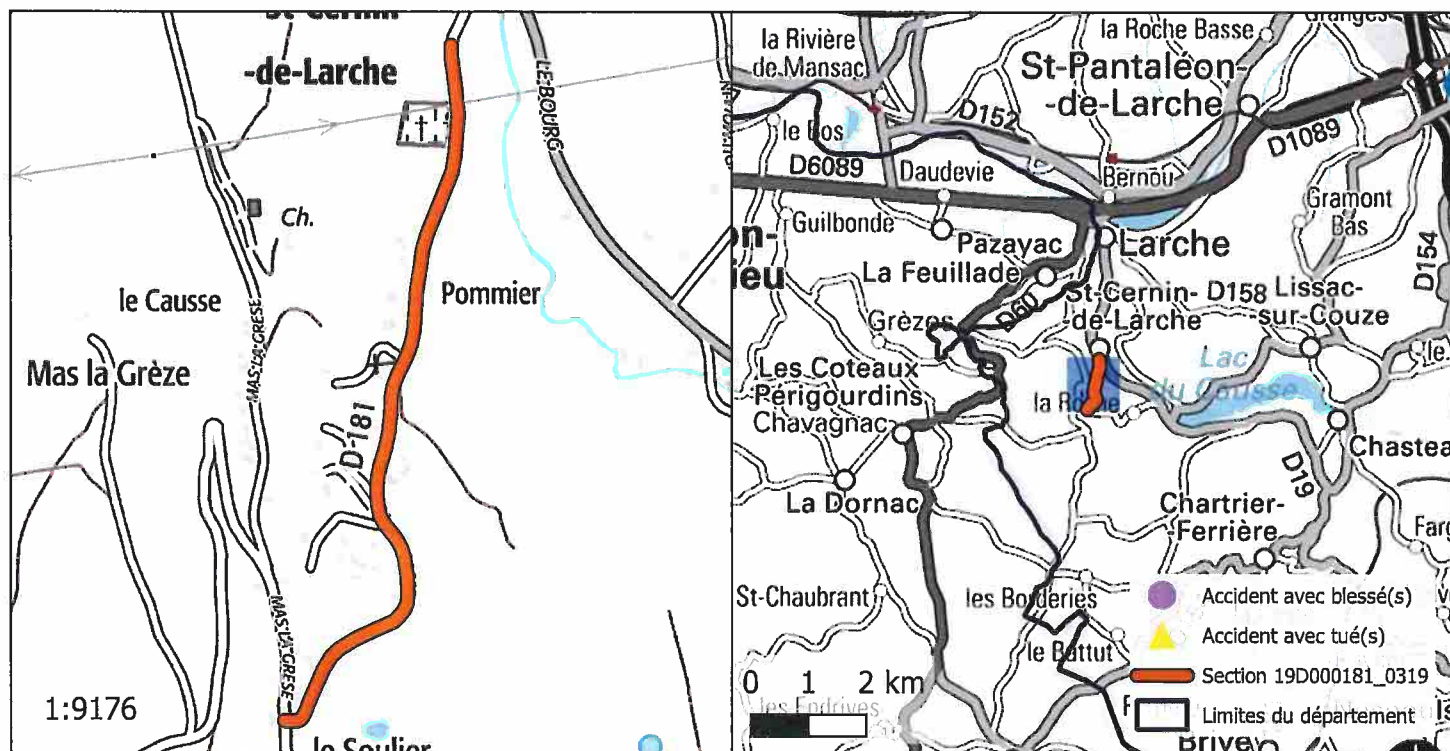 -de-Larche
LE BOURG
Ch.
le Causse
Pommier
MAS-LA-GRESE
Mas la Grèze
D-181
MAS-LA-GRESE
1:9176
le Soulier
la Rivière
de Mansac
la Roche Basse
St-Pantaléon-
-de-Larche
D152
le Bos
D1089
D6089
Daudevie
Bernou
Guilbonde
Gramont
Bas
Pazayac
Larche
D154
La Feuillade
D60
St-Cernin-
-de-Larche
D158
Lissac-
-sur-Couze
Grèzes
Les Coteaux
Périgourdins
Lac
du Causse
Chavagnac
la Roche
D19
La Dornac
Chartrier-
-Ferrière
St-Chaubrant
les Borderies
le Battut
0 1 2 km
les Endrives
Accident avec blessé(s)
Accident avec tué(s)
Section 19D000181_0319
Limites du département